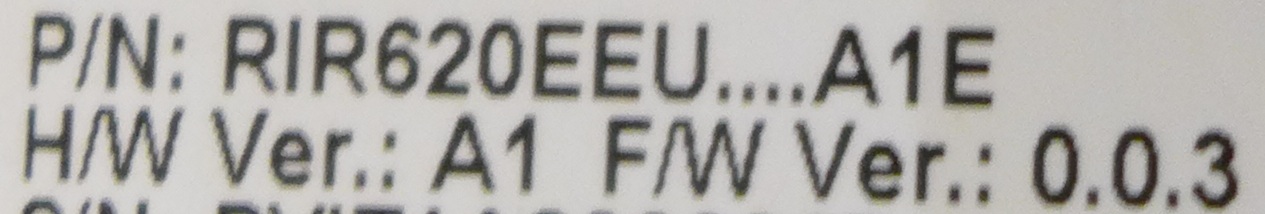 P/N: RIR620EEU....A1E
H/W Ver.: A1 F/W Ver.: 0.0.3